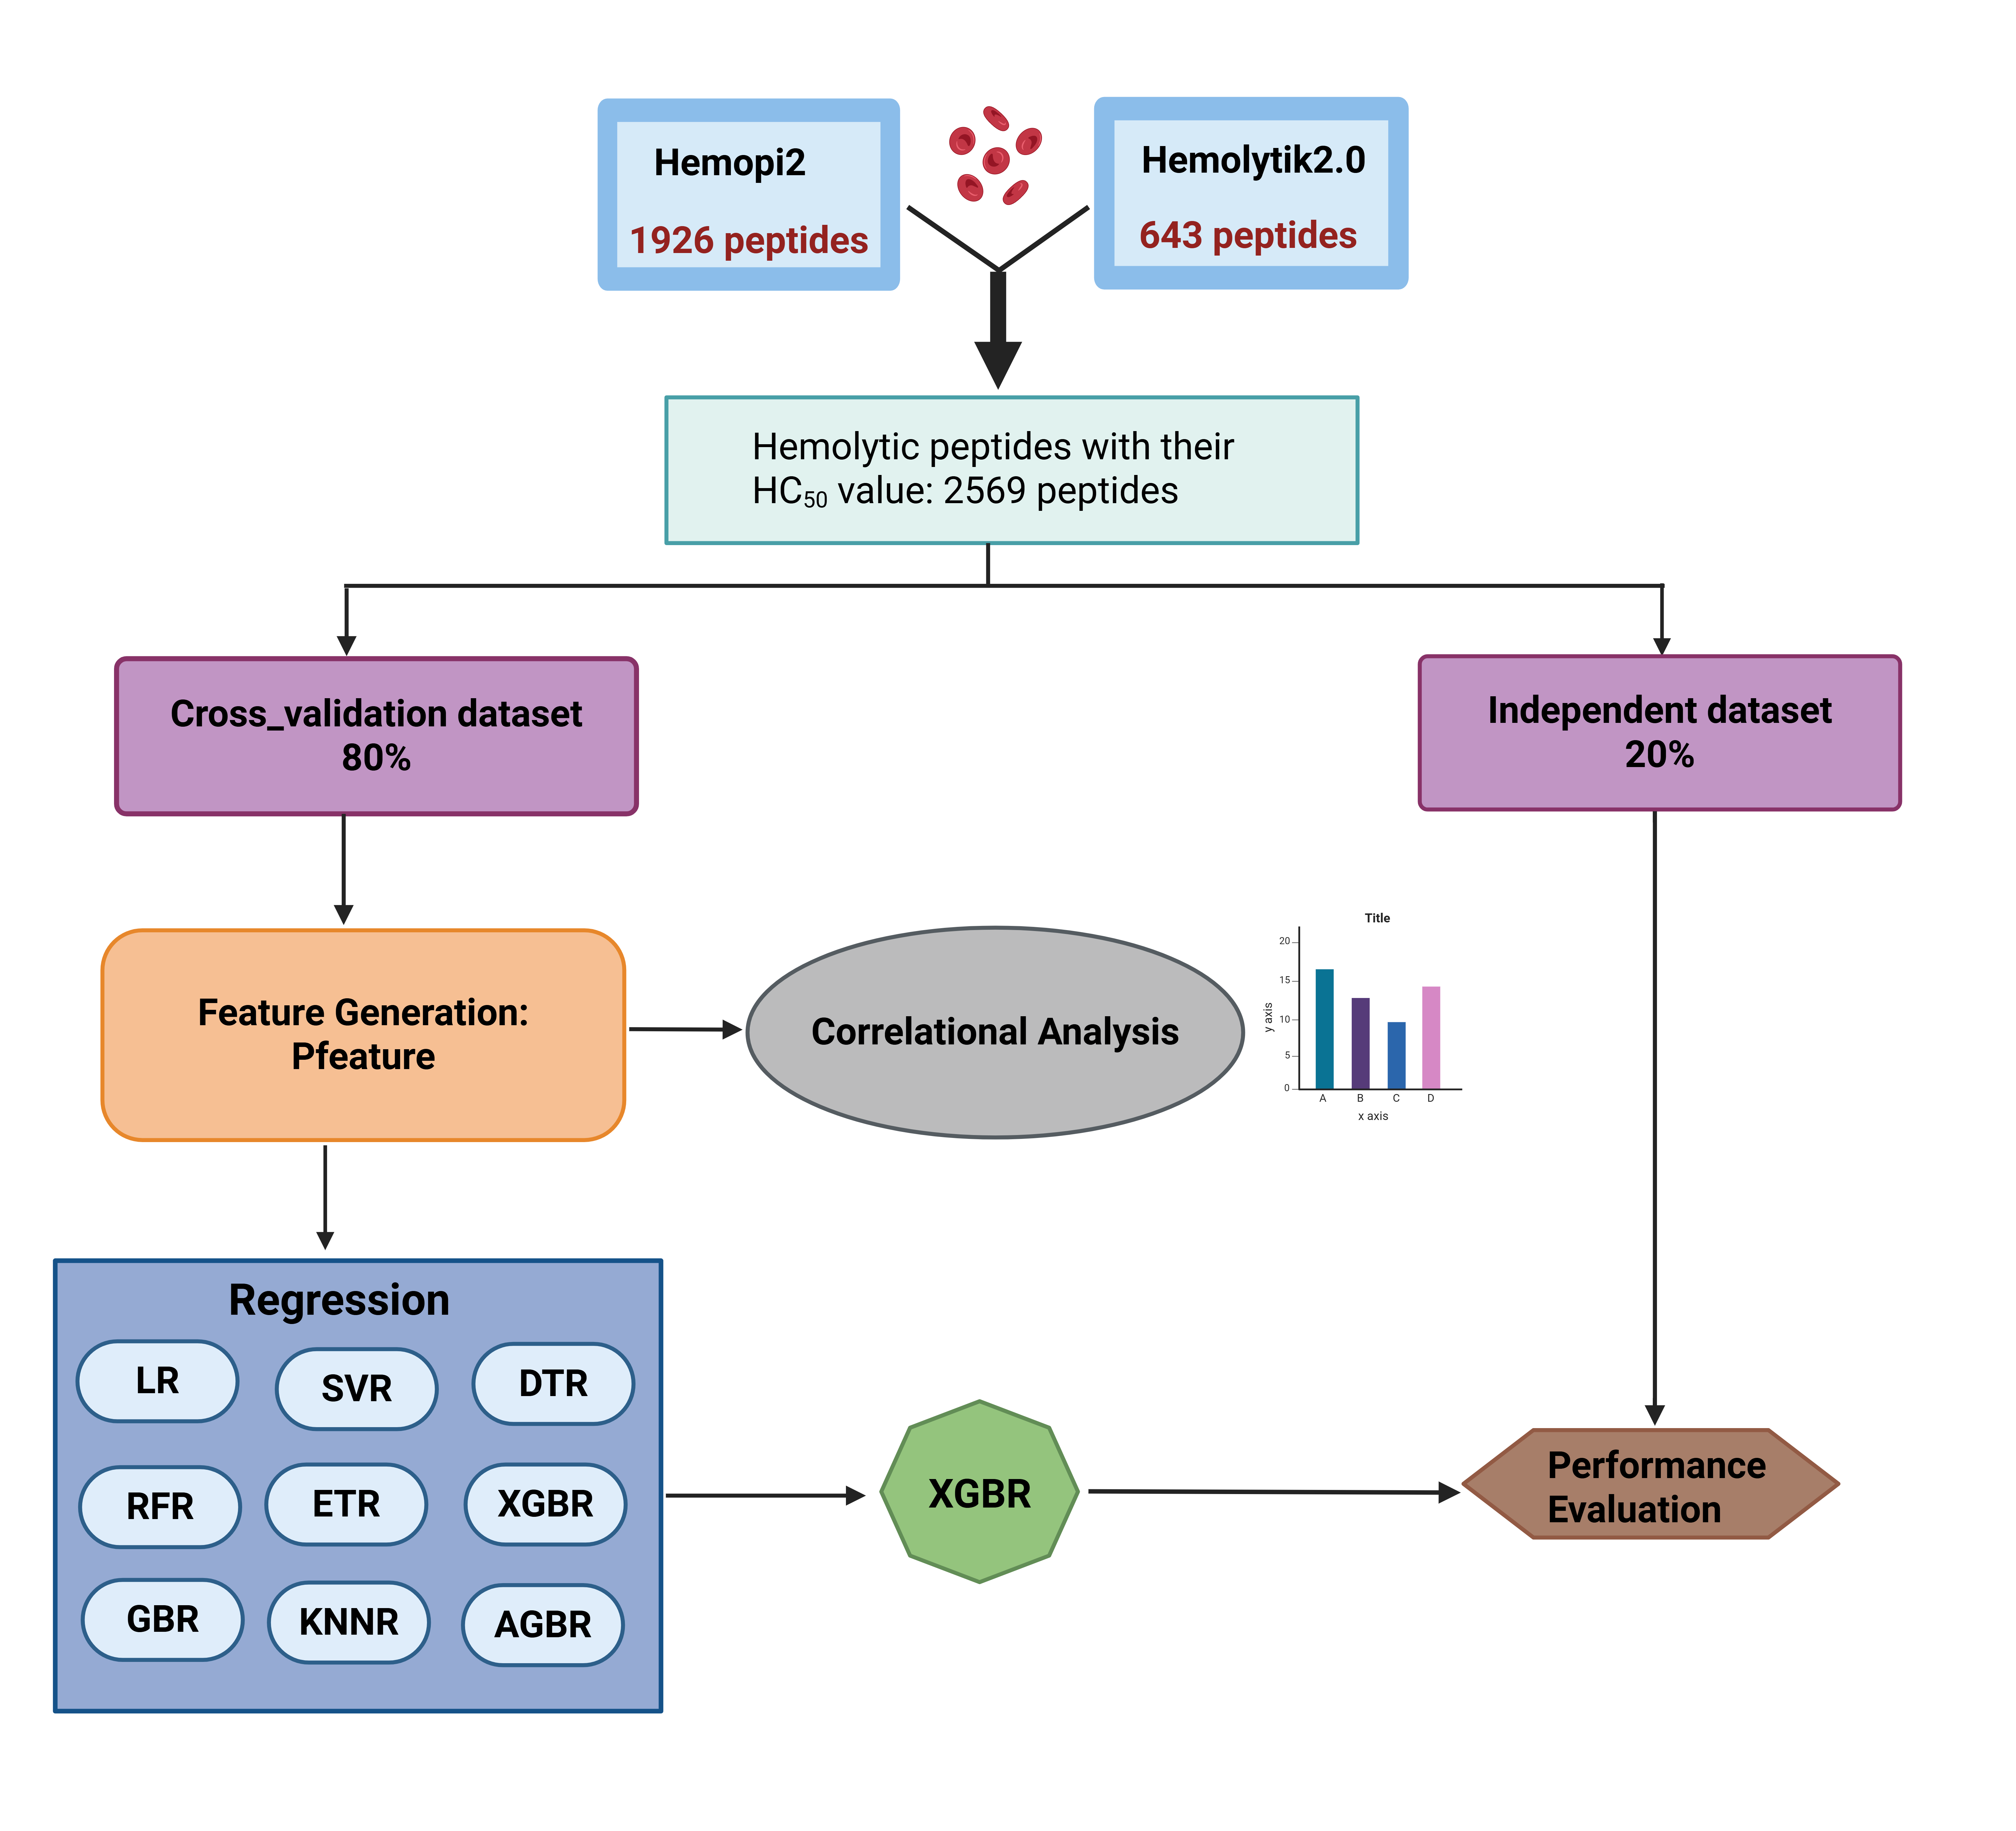 Hemopi2
1926 peptides
Hemolytik2.0
643 peptides
Hemolytic peptides with their
HC₅₀ value: 2569 peptides
Cross_validation dataset
80%
Independent dataset
20%
Feature Generation:
Pfeature
Correlational Analysis
Title
20
15
10
5
0
y axis
A B C D
x axis
Regression
LR
SVR
DTR
RFR
ETR
XGBR
GBR
KNNR
AGBR
XGBR
Performance
Evaluation